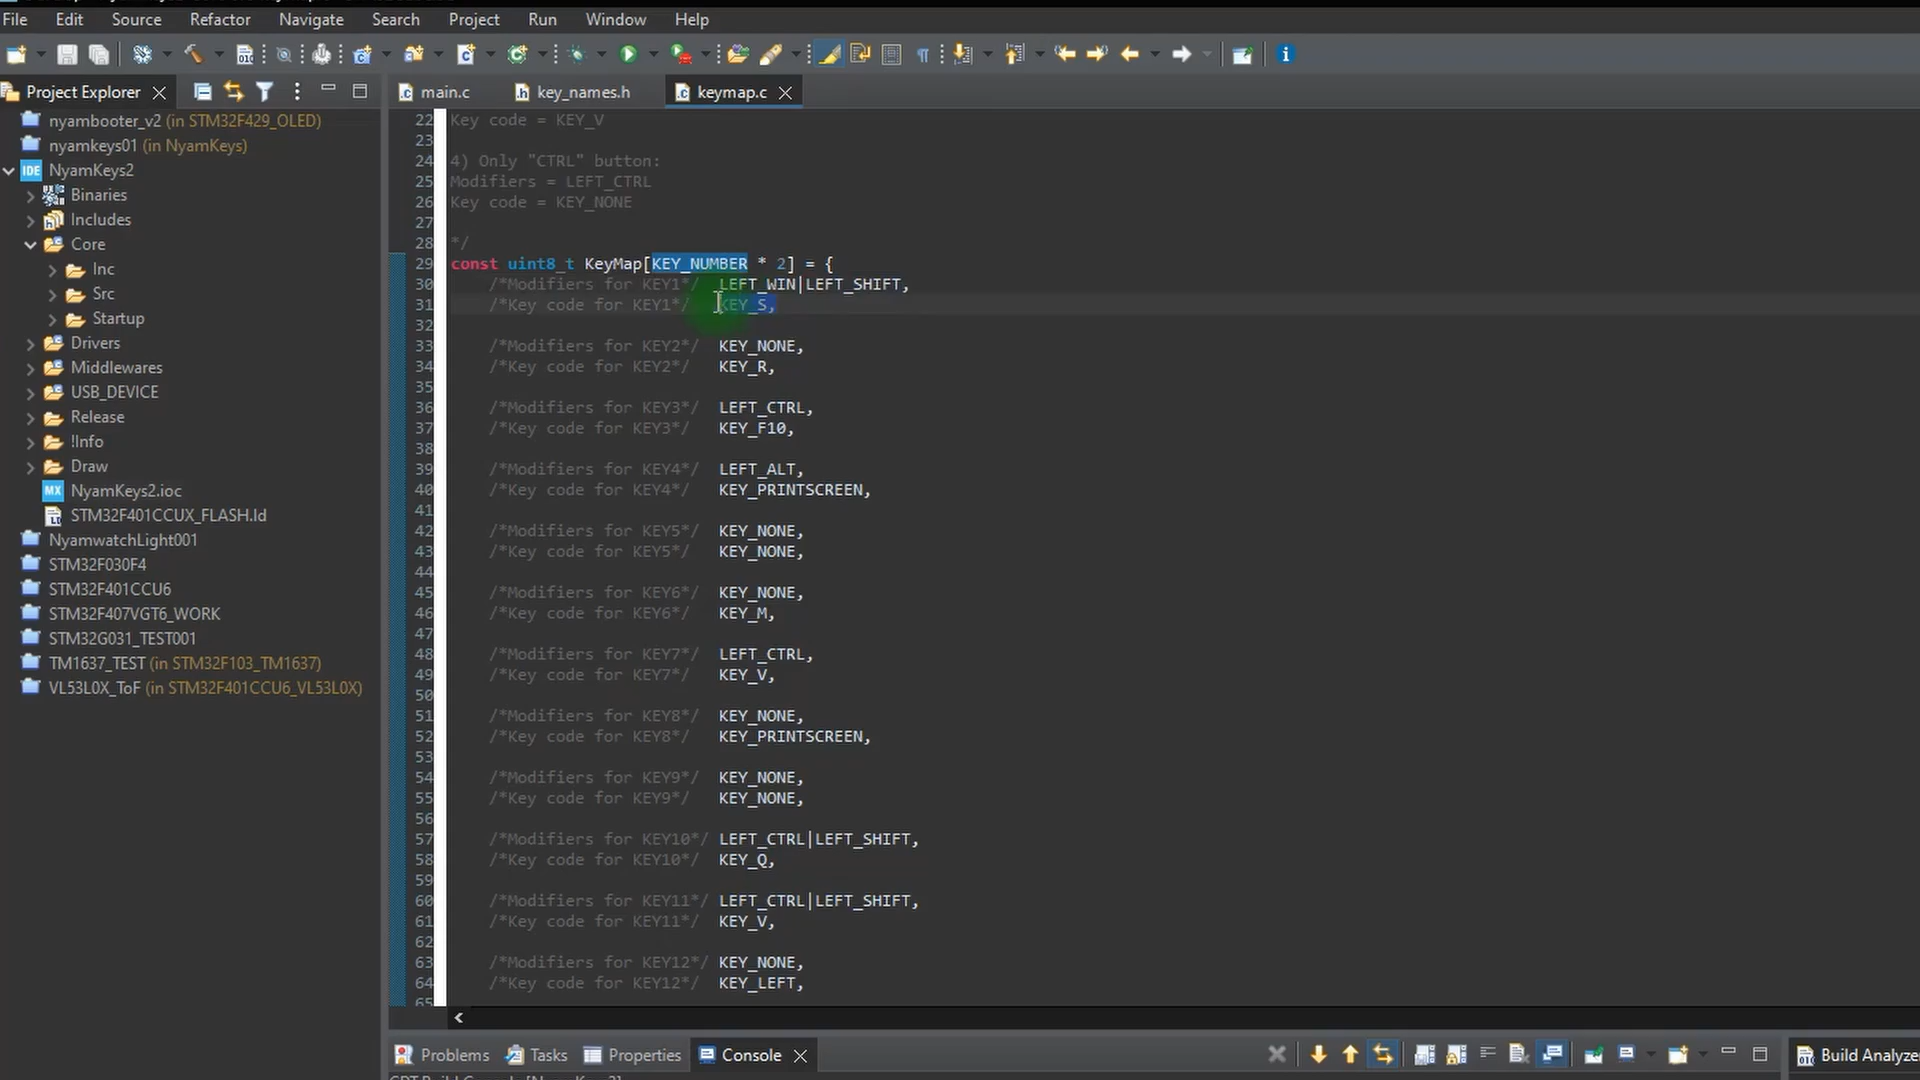 File Edit Source Refactor Navigate Search Project Run Window Help
Project Explorer
main.c key_names.h keymap.c
nyambooter_v2 (in STM32F429_OLED)
nyamkeys01 (in NyamKeys)
IDE NyamKeys2
Binaries
Includes
Core
Inc
Src
Startup
Drivers
Middlewares
USB_DEVICE
Release
!Info
Draw
MX NyamKeys2.ioc
STM32F401CCUX_FLASH.ld
NyamwatchLight001
STM32F030F4
STM32F401CCU6
STM32F407VGT6_WORK
STM32G031_TEST001
TM1637_TEST (in STM32F103_TM1637)
VL53L0X_ToF (in STM32F401CCU6_VL53L0X)
22 Key code = KEY_V
23
24 4) Only "CTRL" button:
25 Modifiers = LEFT_CTRL
26 Key code = KEY_NONE
27
28 */
29 const uint8_t KeyMap[KEY_NUMBER * 2] = {
30 /*Modifiers for KEY1*/ LEFT_WIN|LEFT_SHIFT,
31 /*Key code for KEY1*/ KEY_S,
32
33 /*Modifiers for KEY2*/ KEY_NONE,
34 /*Key code for KEY2*/ KEY_R,
35
36 /*Modifiers for KEY3*/ LEFT_CTRL,
37 /*Key code for KEY3*/ KEY_F10,
38
39 /*Modifiers for KEY4*/ LEFT_ALT,
40 /*Key code for KEY4*/ KEY_PRINTSCREEN,
41
42 /*Modifiers for KEY5*/ KEY_NONE,
43 /*Key code for KEY5*/ KEY_NONE,
44
45 /*Modifiers for KEY6*/ KEY_NONE,
46 /*Key code for KEY6*/ KEY_M,
47
48 /*Modifiers for KEY7*/ LEFT_CTRL,
49 /*Key code for KEY7*/ KEY_V,
50
51 /*Modifiers for KEY8*/ KEY_NONE,
52 /*Key code for KEY8*/ KEY_PRINTSCREEN,
53
54 /*Modifiers for KEY9*/ KEY_NONE,
55 /*Key code for KEY9*/ KEY_NONE,
56
57 /*Modifiers for KEY10*/ LEFT_CTRL|LEFT_SHIFT,
58 /*Key code for KEY10*/ KEY_Q,
59
60 /*Modifiers for KEY11*/ LEFT_CTRL|LEFT_SHIFT,
61 /*Key code for KEY11*/ KEY_V,
62
63 /*Modifiers for KEY12*/ KEY_NONE,
64 /*Key code for KEY12*/ KEY_LEFT,
65
Problems Tasks Properties Console
Build Analyzer